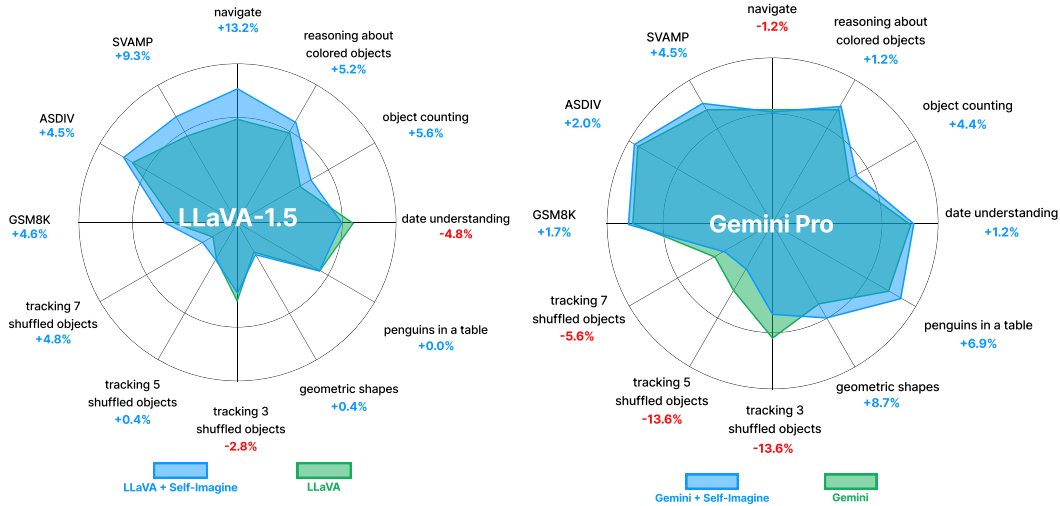 navigate
+13.2%
reasoning about
colored objects
+5.2%
object counting
+5.6%
date understanding
-4.8%
penguins in a table
+0.0%
geometric shapes
+0.4%
tracking 3
shuffled objects
-2.8%
tracking 5
shuffled objects
+0.4%
tracking 7
shuffled objects
+4.8%
GSM8K
+4.6%
ASDIV
+4.5%
SVAMP
+9.3%
LLaVA-1.5
LLaVA + Self-Imagine
LLaVA
navigate
-1.2%
reasoning about
colored objects
+1.2%
object counting
+4.4%
date understanding
+1.2%
penguins in a table
+6.9%
geometric shapes
+8.7%
tracking 3
shuffled objects
-13.6%
tracking 5
shuffled objects
-13.6%
tracking 7
shuffled objects
-5.6%
GSM8K
+1.7%
ASDIV
+2.0%
SVAMP
+4.5%
Gemini Pro
Gemini + Self-Imagine
Gemini